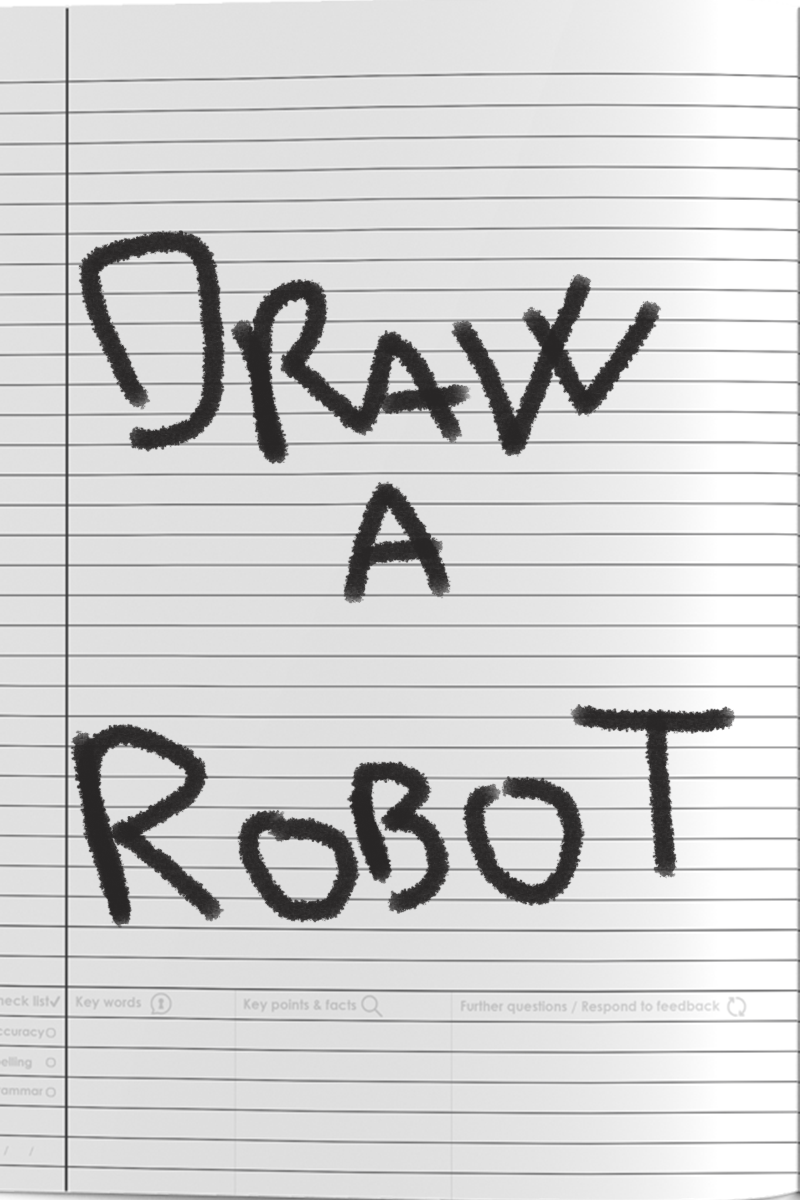 DRAW
A
ROBOT
Key words
Key points & facts
Further questions / Respond to feedback